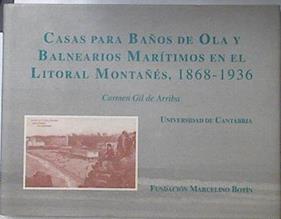 CASAS PARA BAÑOS DE OLA Y
BALNEARIOS MARÍTIMOS EN EL
LITORAL MONTAÑÉS, 1868-1936
Carmen Gil de Arriba
UNIVERSIDAD DE CANTABRIA
FUNDACIÓN MARCELINO BOTÍN